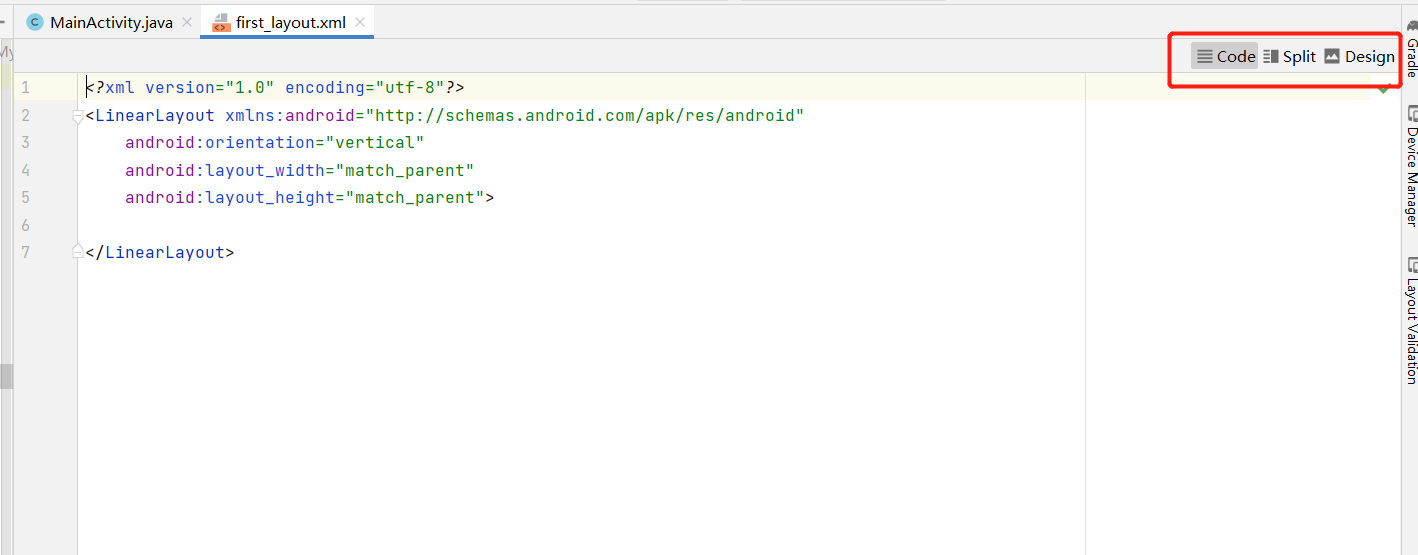 MainActivity.java first_layout.xml
My
Code Split Design
1 <?xml version="1.0" encoding="utf-8"?>
2 <LinearLayout xmlns:android="http://schemas.android.com/apk/res/android"
3     android:orientation="vertical"
4     android:layout_width="match_parent"
5     android:layout_height="match_parent">
6
7 </LinearLayout>
Gradle
Device Manager
Layout Validation